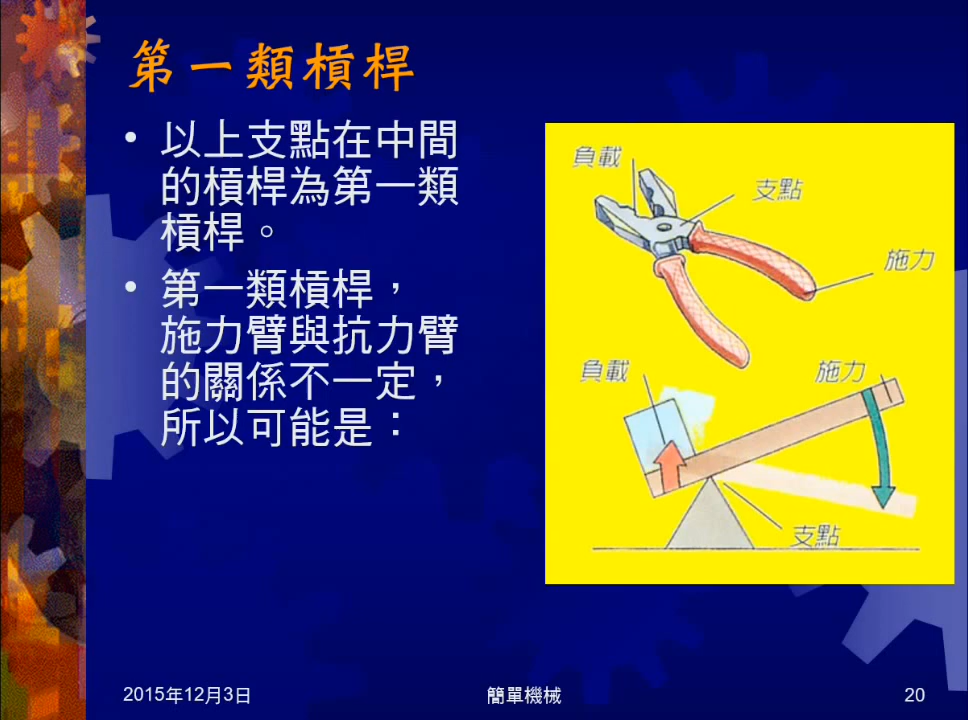 第一類槓桿
• 以上支點在中間
的槓桿為第一類
槓桿。
• 第一類槓桿，
施力臂與抗力臂
的關係不一定，
所以可能是：
負載
支點
施力
負載
施力
支點
2015年12月3日
簡單機械
20